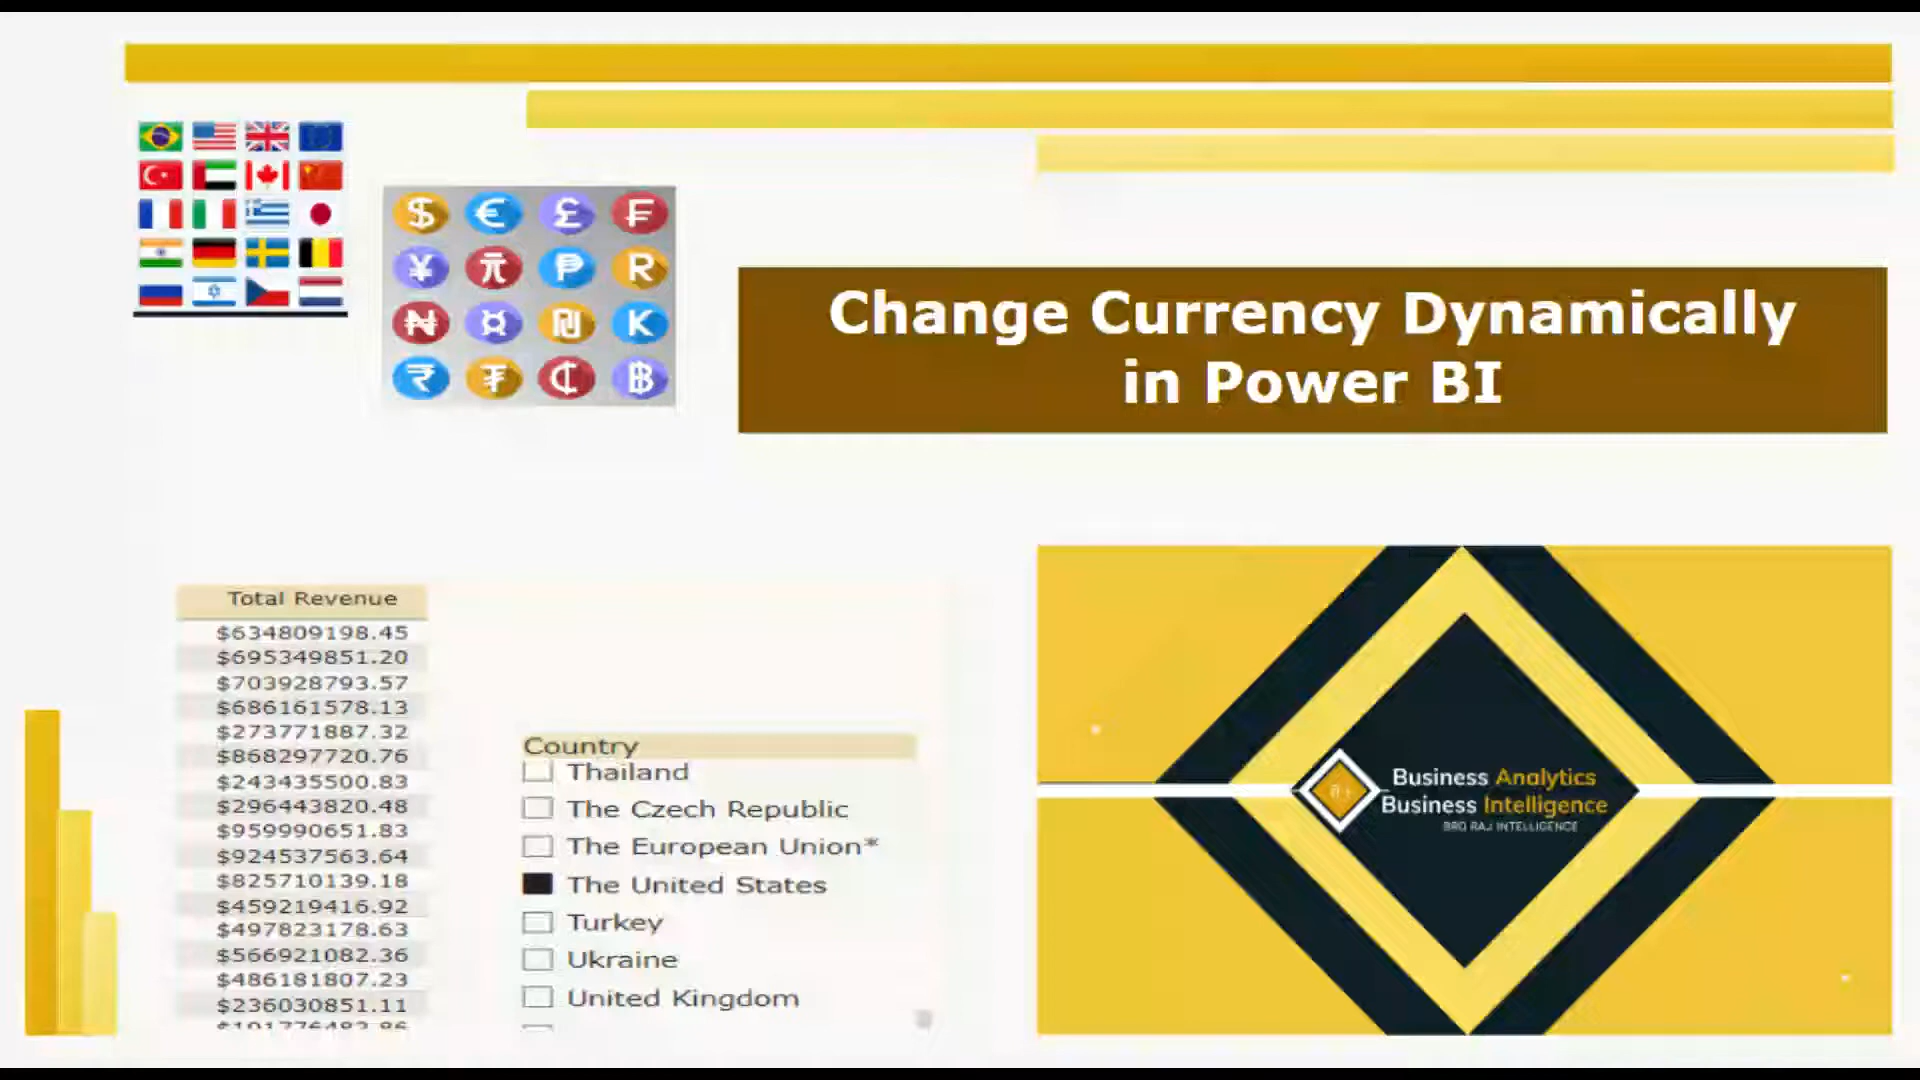 $ € £ ₣
¥ 元 ₱ R
₦ ¤ ₪ K
₹ ₮ ₵ ฿
Change Currency Dynamically
in Power BI
Total Revenue
$634809198.45
$695349851.20
$703928793.57
$686161578.13
$273771887.32
$868297720.76
$243435500.83
$296443820.48
$959990651.83
$924537563.64
$825710139.18
$459219416.92
$497823178.63
$566921082.36
$486181807.23
$236030851.11
Country
Thailand
The Czech Republic
The European Union*
The United States
Turkey
Ukraine
United Kingdom
Business Analytics
Business Intelligence
BRO RAJ INTELLIGENCE